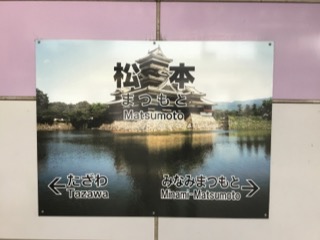 松本
まつもと
Matsumoto
← たざわ
Tazawa
みなみまつもと →
Minami-Matsumoto